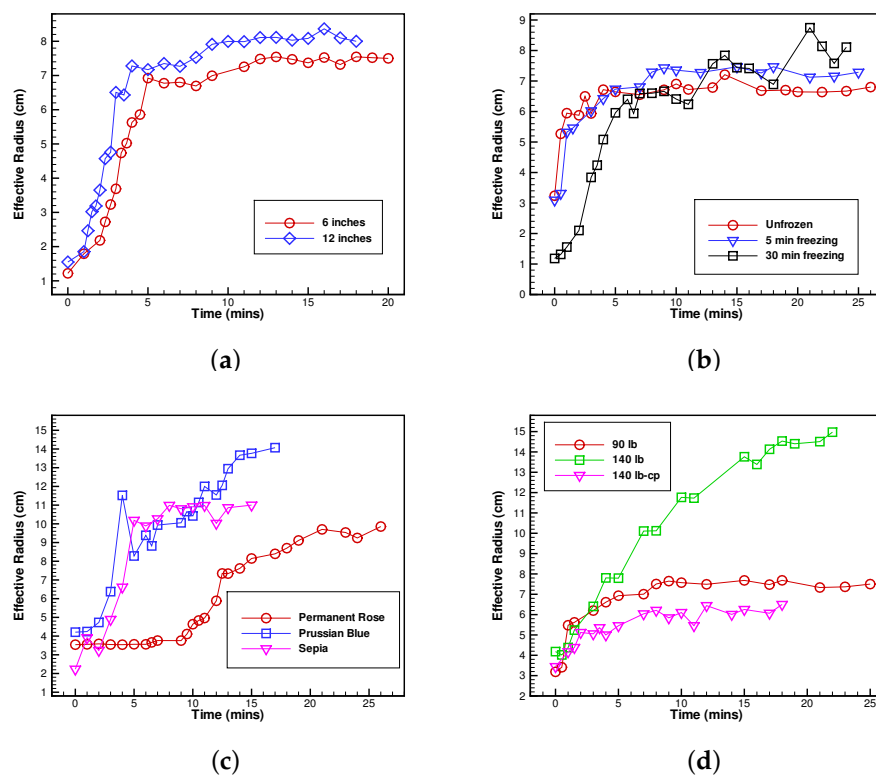 Effective Radius (cm)
8
7
6
5
4
3
2
1
6 inches
12 inches
0 5 10 15 20
Time (mins)
(a)
Effective Radius (cm)
9
8
7
6
5
4
3
2
1
0
Unfrozen
5 min freezing
30 min freezing
0 5 10 15 20 25
Time (mins)
(b)
Effective Radius (cm)
15
14
13
12
11
10
9
8
7
6
5
4
3
2
1
Permanent Rose
Prussian Blue
Sepia
0 5 10 15 20 25
Time (mins)
(c)
Effective Radius (cm)
15
14
13
12
11
10
9
8
7
6
5
4
3
2
90 lb
140 lb
140 lb-cp
0 5 10 15 20 25
Time (mins)
(d)